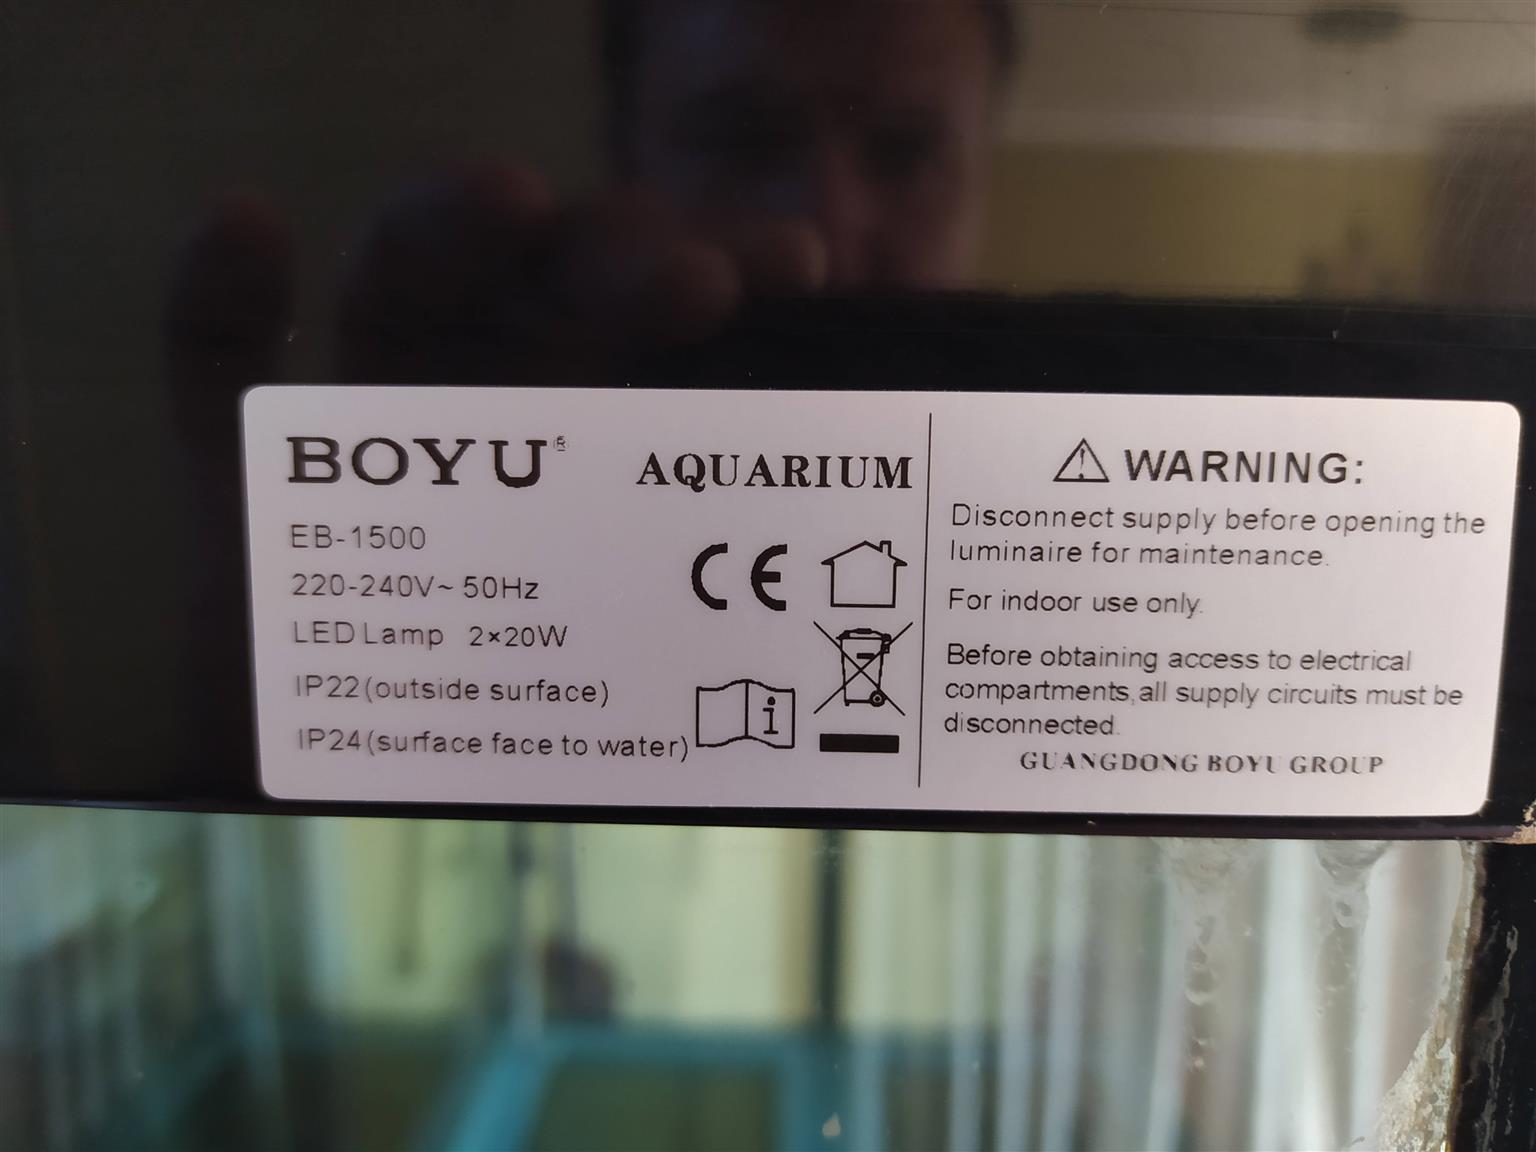 BOYU®
AQUARIUM
EB-1500
220-240V~ 50Hz
LED Lamp 2×20W
IP22(outside surface)
IP24(surface face to water)
CE
i
WARNING:
Disconnect supply before opening the
luminaire for maintenance.
For indoor use only.
Before obtaining access to electrical
compartments,all supply circuits must be
disconnected.
GUANGDONG BOYU GROUP